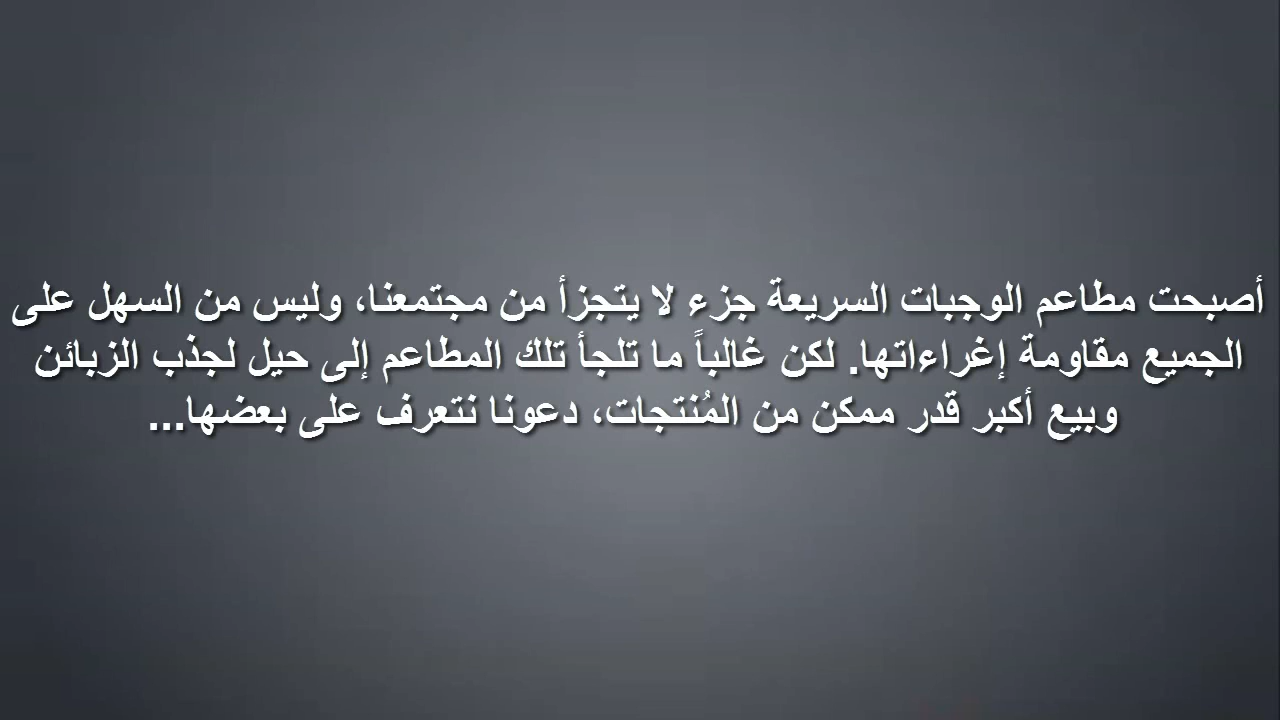 أصبحت مطاعم الوجبات السريعة جزء لا يتجزأ من مجتمعنا، وليس من السهل على
الجميع مقاومة إغراءاتها. لكن غالباً ما تلجأ تلك المطاعم إلى حيل لجذب الزبائن
وبيع أكبر قدر ممكن من المُنتجات، دعونا نتعرف على بعضها...